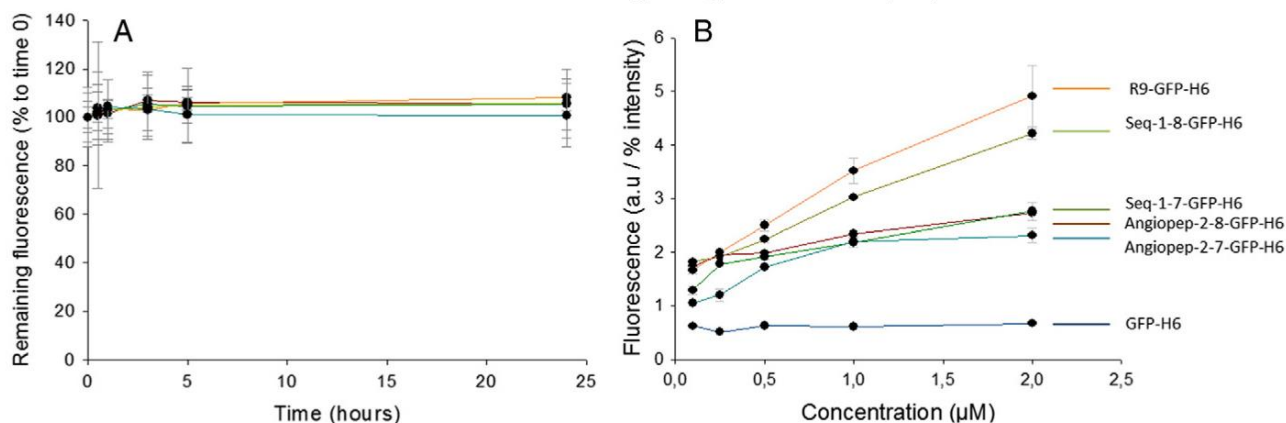 A
Remaining fluorescence (% to time 0)
140
120
100
80
60
40
20
0
0
5
10
15
20
25
Time (hours)
B
Fluorescence (a.u / % intensity)
6
5
4
3
2
1
0
0,0
0,5
1,0
1,5
2,0
2,5
Concentration (µM)
R9-GFP-H6
Seq-1-8-GFP-H6
Seq-1-7-GFP-H6
Angiopep-2-8-GFP-H6
Angiopep-2-7-GFP-H6
GFP-H6